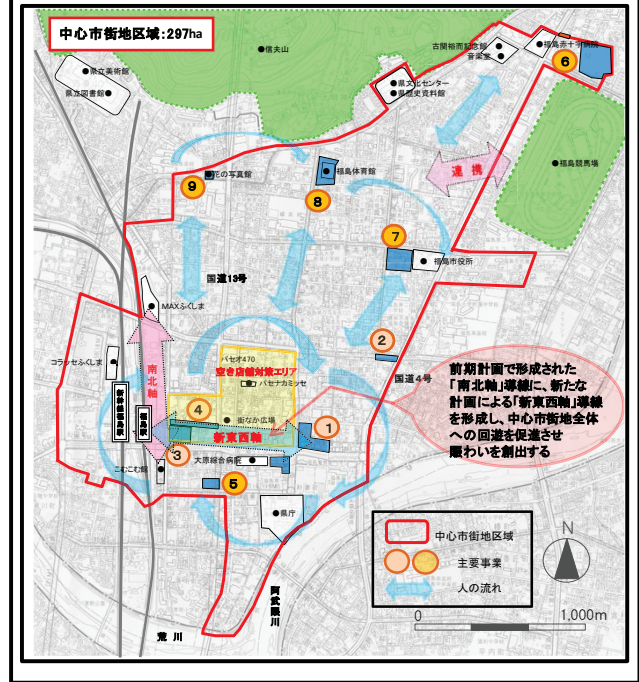 中心市街地区域:297ha
●信夫山
古関裕而記念館●
音楽堂●
●福島赤十字病院
6
●県立美術館
県立図書館●
●県文化センター
●県歴史資料館
連携
●福島競馬場
9
●花の写真館
●福島体育館
8
7
●福島市役所
国道13号
MAXふくしま
2
国道4号
コラッセふくしま
南北軸
パセオ470
空き店舗対策エリア
●パセナカミッセ
新幹線福島駅
福島駅
4
●街なか広場
新東西軸
1
3
こむこむ館
大原綜合病院●
5
●県庁
前期計画で形成された
「南北軸」導線に、新たな
計画による「新東西軸」導線
を形成し、中心市街地全体
への回遊を促進させ
賑わいを創出する
中心市街地区域
主要事業
人の流れ
N
0 1,000m
阿武隈川
荒川